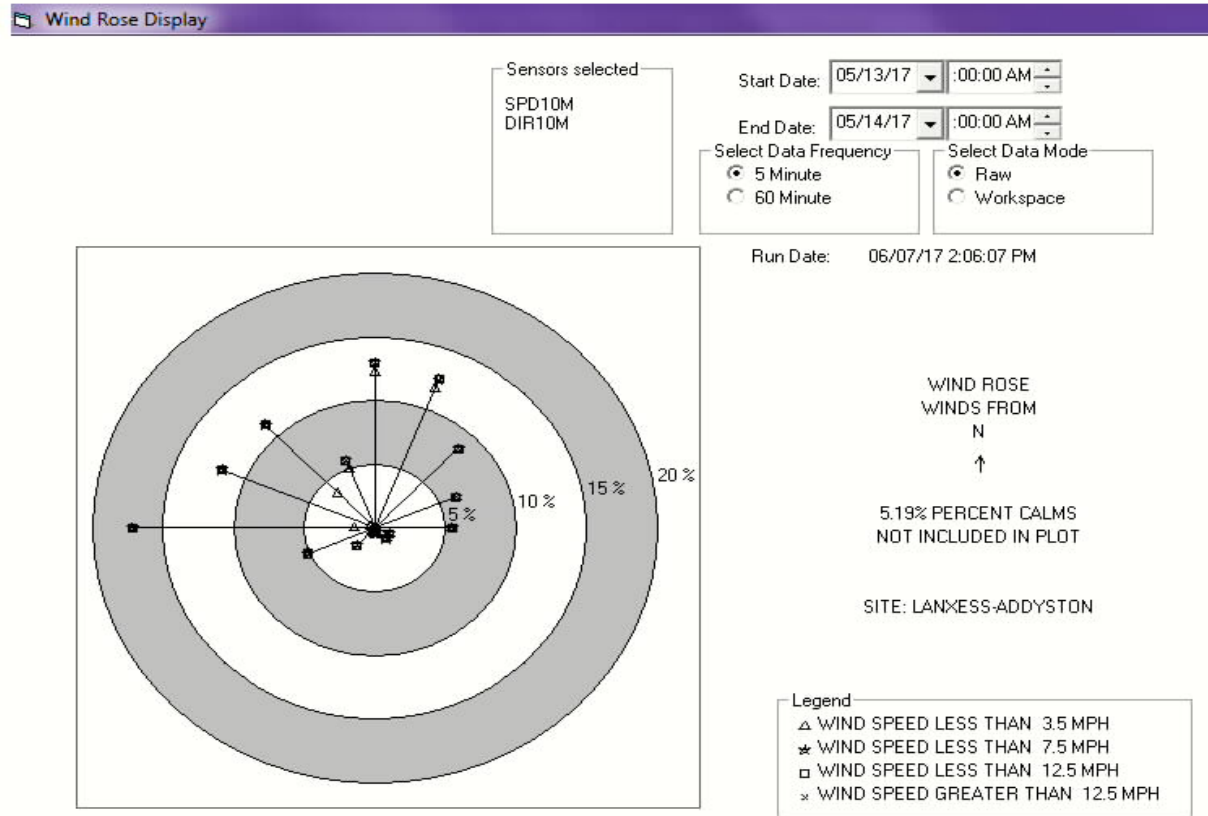 Wind Rose Display
Sensors selected
SPD10M
DIR10M
Start Date: 05/13/17 :00:00 AM
End Date: 05/14/17 :00:00 AM
Select Data Frequency
5 Minute
60 Minute
Select Data Mode
Raw
Workspace
Run Date: 06/07/17 2:06:07 PM
5 %
10 %
15 %
20 %
WIND ROSE
WINDS FROM
N
5.19% PERCENT CALMS
NOT INCLUDED IN PLOT
SITE: LANXESS-ADDYSTON
Legend
WIND SPEED LESS THAN 3.5 MPH
WIND SPEED LESS THAN 7.5 MPH
WIND SPEED LESS THAN 12.5 MPH
WIND SPEED GREATER THAN 12.5 MPH